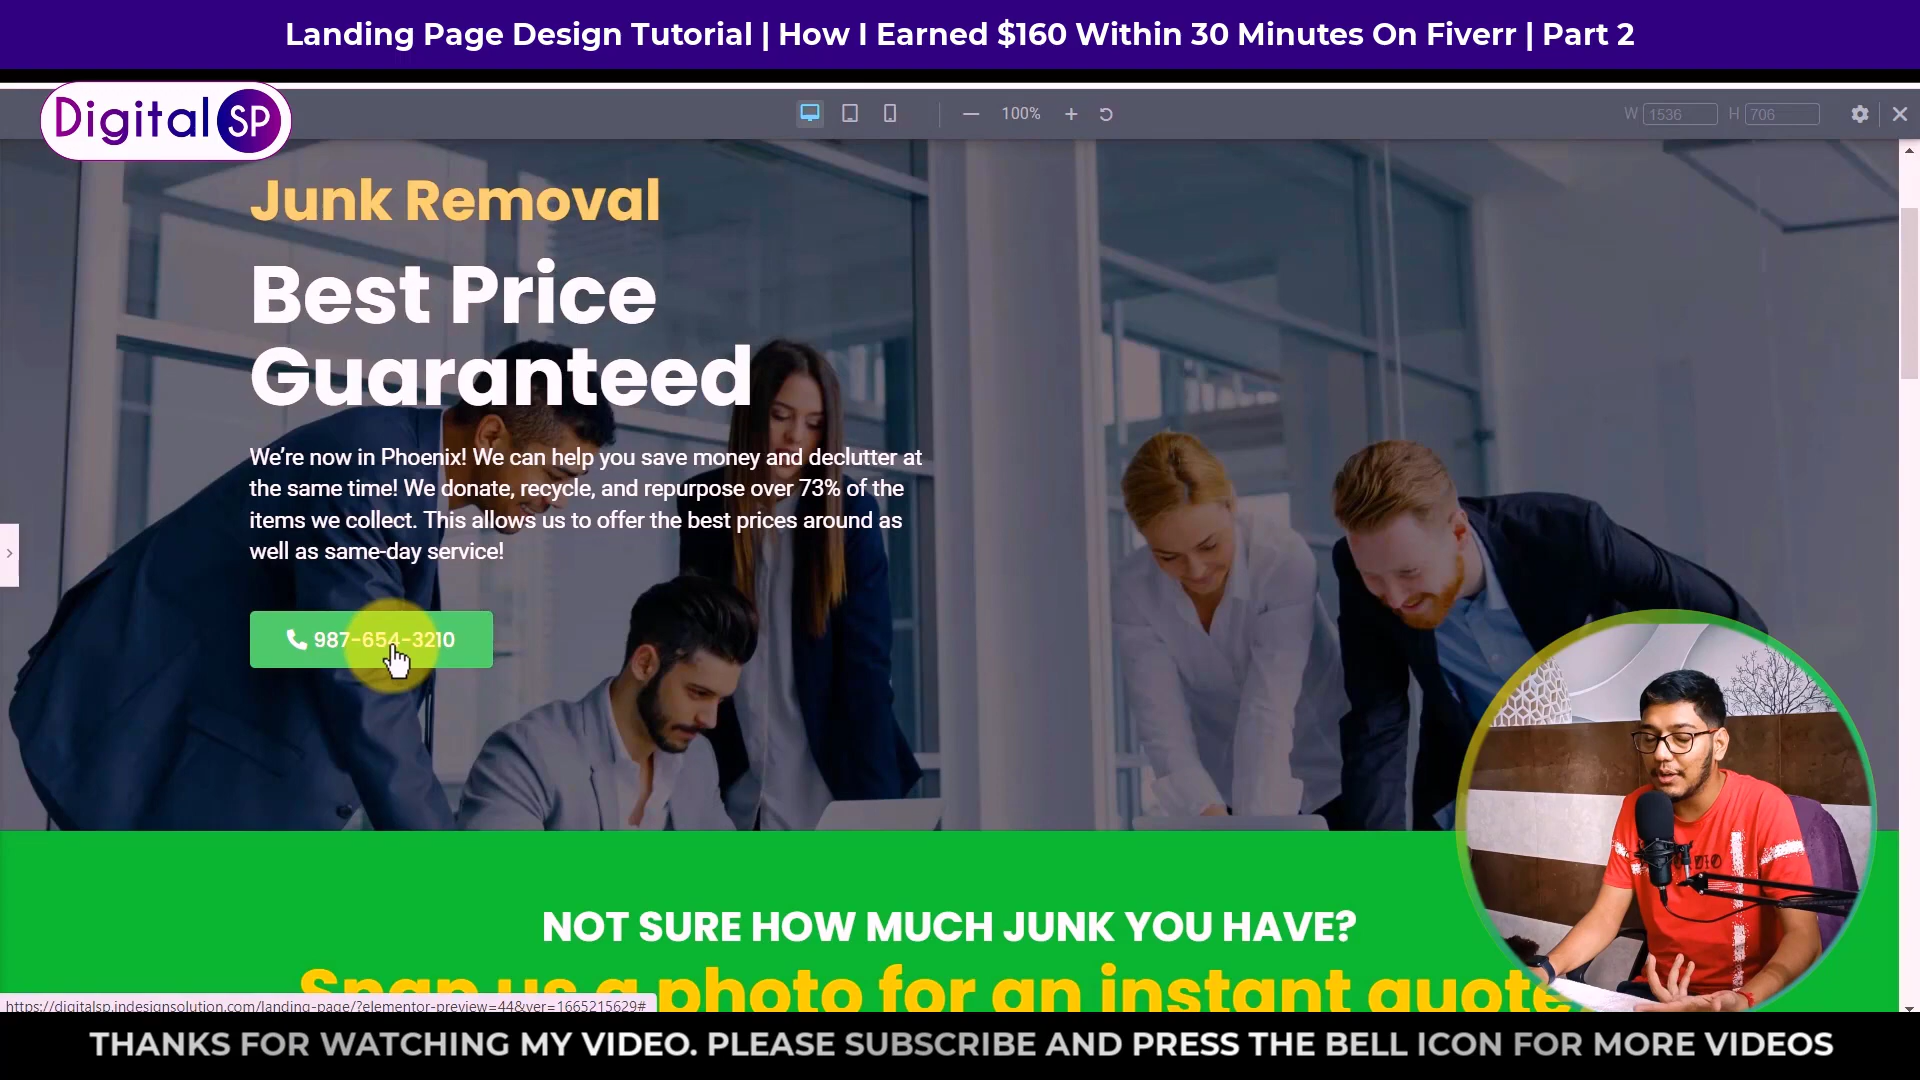 Landing Page Design Tutorial | How I Earned $160 Within 30 Minutes On Fiverr | Part 2
Digital SP
100%
W 1536 H 706
Junk Removal
Best Price
Guaranteed
We’re now in Phoenix! We can help you save money and declutter at
the same time! We donate, recycle, and repurpose over 73% of the
items we collect. This allows us to offer the best prices around as
well as same-day service!
987-654-3210
NOT SURE HOW MUCH JUNK YOU HAVE?
Snap us a photo for an instant quote
https://digitalsp.indesignsolution.com/landing-page/?elementor-preview=44&ver=1665215629#
THANKS FOR WATCHING MY VIDEO. PLEASE SUBSCRIBE AND PRESS THE BELL ICON FOR MORE VIDEOS